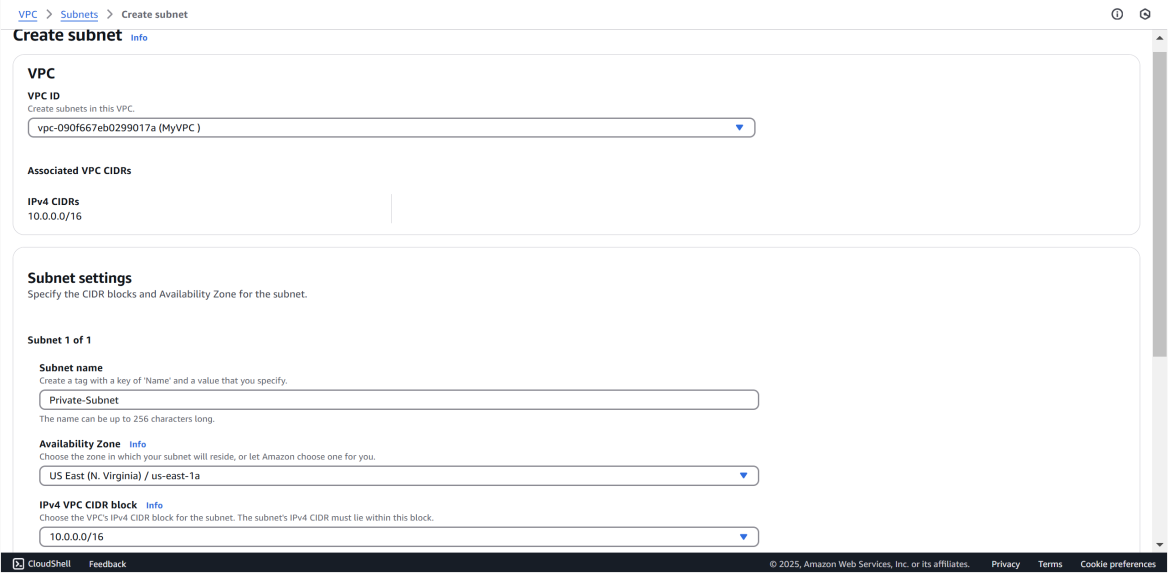 VPC > Subnets > Create subnet
Create subnet Info
VPC
VPC ID
Create subnets in this VPC.
vpc-090f667eb0299017a (MyVPC )
Associated VPC CIDRs
IPv4 CIDRs
10.0.0.0/16
Subnet settings
Specify the CIDR blocks and Availability Zone for the subnet.
Subnet 1 of 1
Subnet name
Create a tag with a key of 'Name' and a value that you specify.
Private-Subnet
The name can be up to 256 characters long.
Availability Zone Info
Choose the zone in which your subnet will reside, or let Amazon choose one for you.
US East (N. Virginia) / us-east-1a
IPv4 VPC CIDR block Info
Choose the VPC's IPv4 CIDR block for the subnet. The subnet's IPv4 CIDR must lie within this block.
10.0.0.0/16
CloudShell Feedback © 2025, Amazon Web Services, Inc. or its affiliates. Privacy Terms Cookie preferences